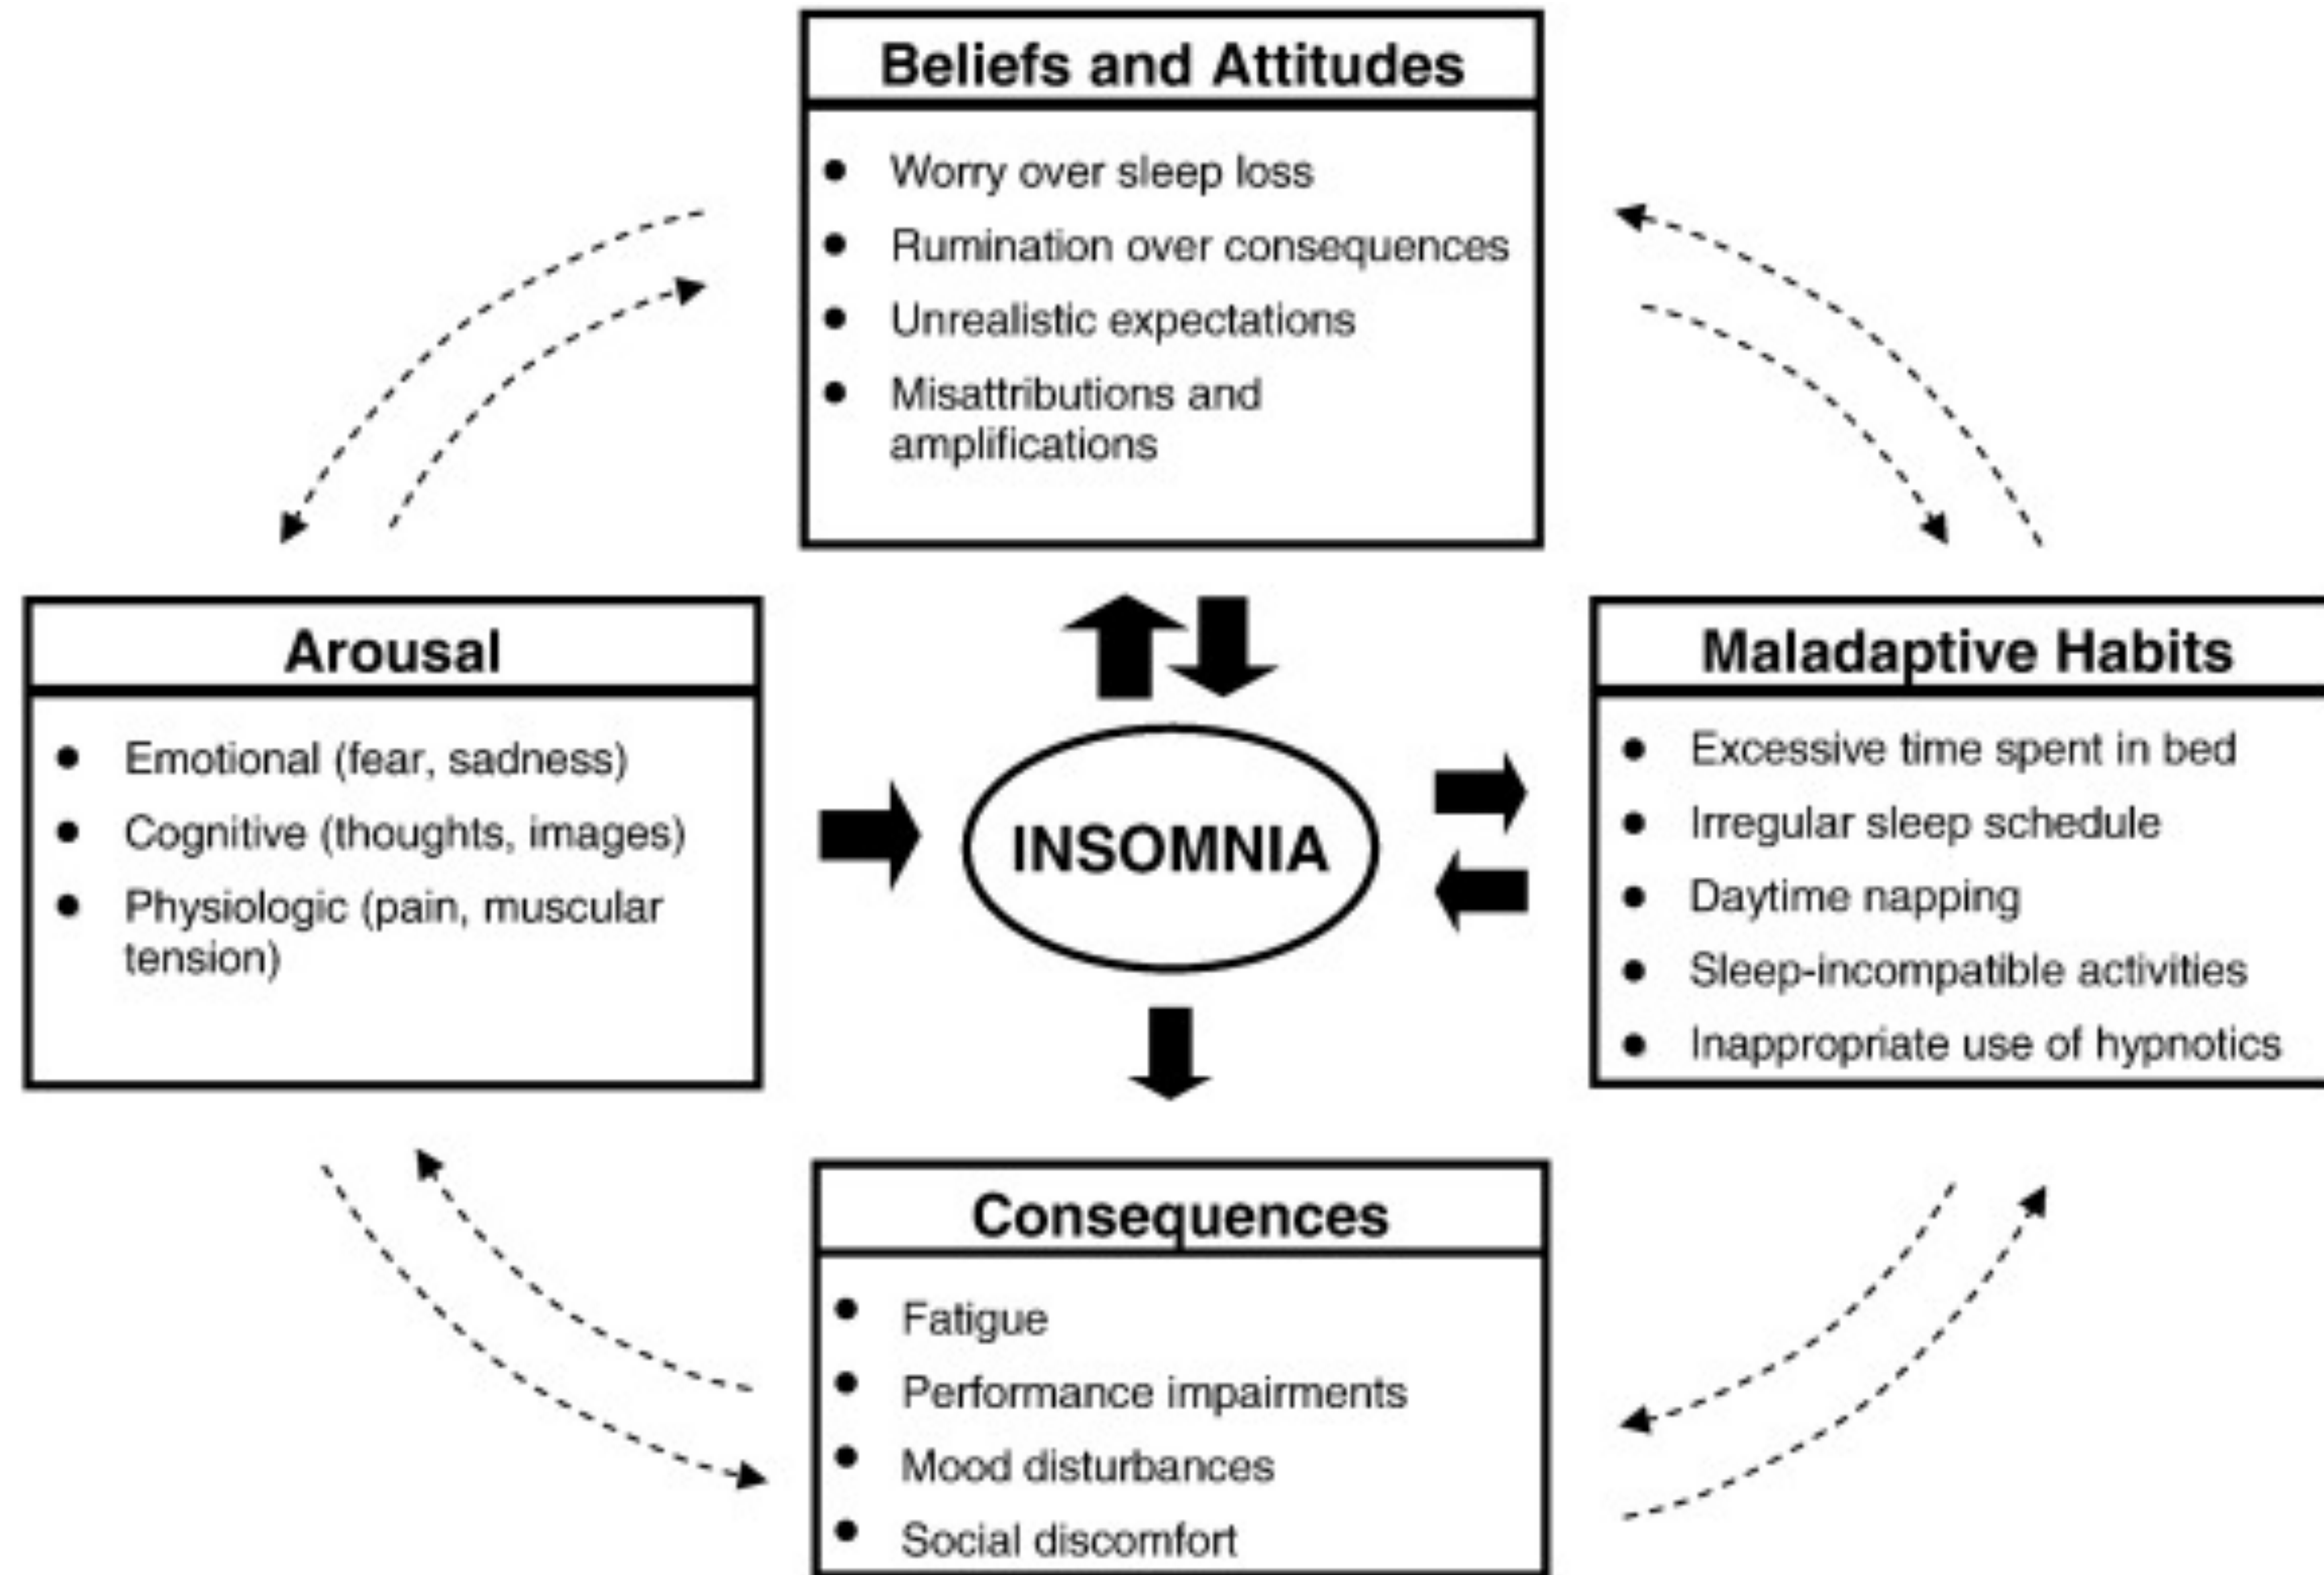 Beliefs and Attitudes
Worry over sleep loss
Rumination over consequences
Unrealistic expectations
Misattributions and
amplifications
Arousal
Emotional (fear, sadness)
Cognitive (thoughts, images)
Physiologic (pain, muscular
tension)
INSOMNIA
Maladaptive Habits
Excessive time spent in bed
Irregular sleep schedule
Daytime napping
Sleep-incompatible activities
Inappropriate use of hypnotics
Consequences
Fatigue
Performance impairments
Mood disturbances
Social discomfort